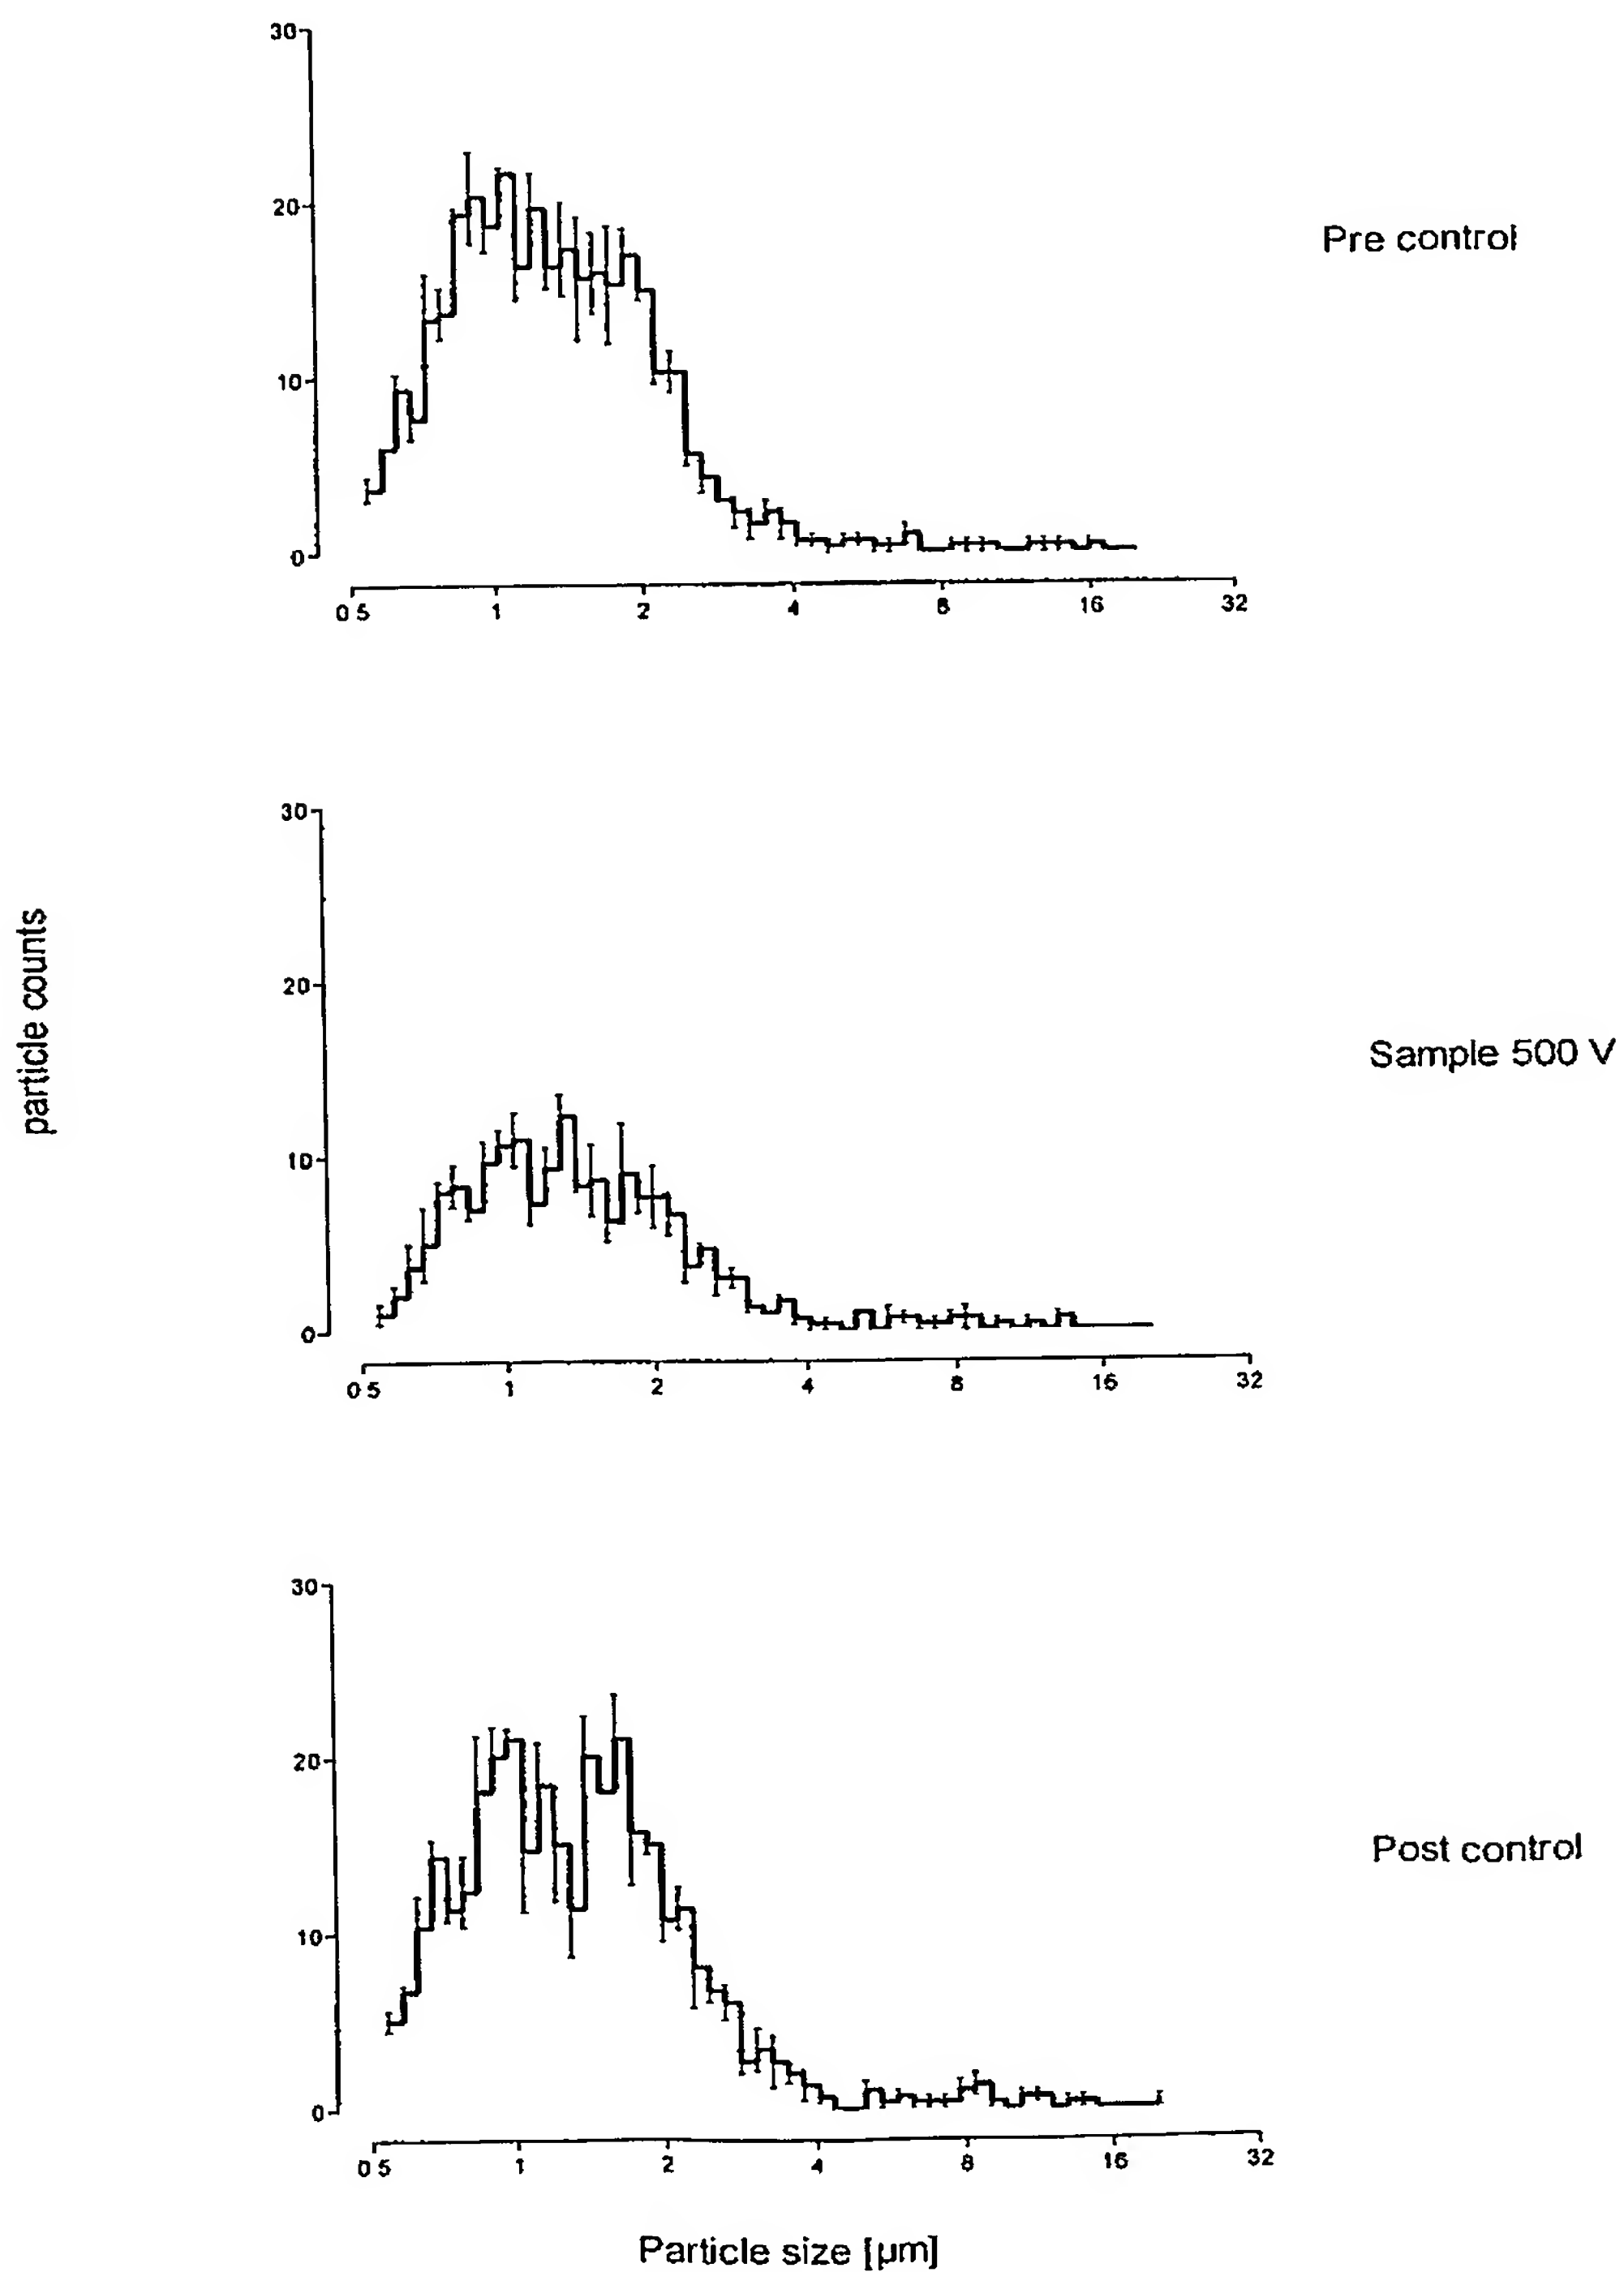 30
20
10
0
0 5 1 2 4 8 16 32
Pre control
30
20
10
0
0 5 1 2 4 8 16 32
Sample 500 V
particle counts
30
20
10
0
0 5 1 2 4 8 16 32
Post control
Particle size [µm]